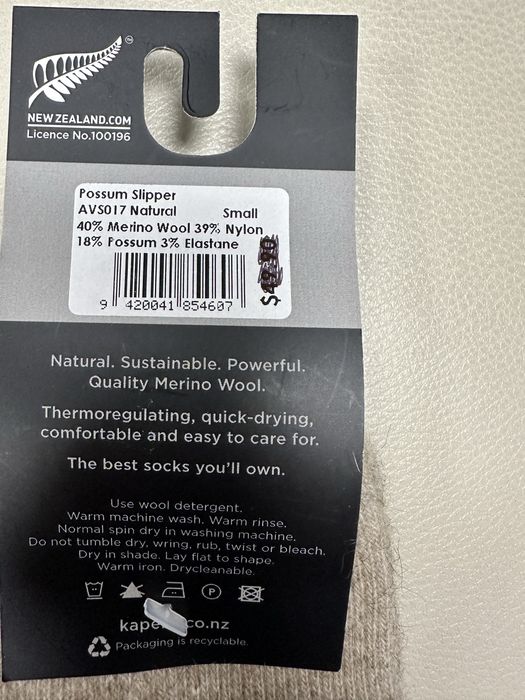 NEWZEALAND.COM
Licence No.100196
Possum Slipper
AVS017 Natural Small
40% Merino Wool 39% Nylon
18% Possum 3% Elastane
9 420041 854607
Natural. Sustainable. Powerful.
Quality Merino Wool.
Thermoregulating, quick-drying,
comfortable and easy to care for.
The best socks you'll own.
Use wool detergent.
Warm machine wash. Warm rinse.
Normal spin dry in washing machine.
Do not tumble dry, wring, rub, twist or bleach.
Dry in shade. Lay flat to shape.
Warm iron. Drycleanable.
P
co.nz
Packaging is recyclable.